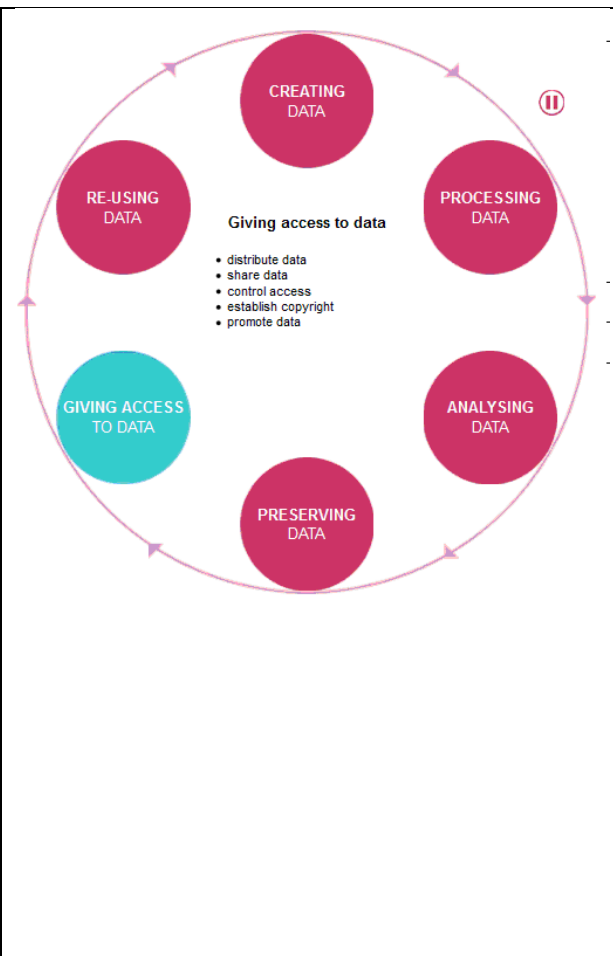 CREATING
DATA
RE-USING
DATA
PROCESSING
DATA
Giving access to data
• distribute data
• share data
• control access
• establish copyright
• promote data
GIVING ACCESS
TO DATA
ANALYSING
DATA
PRESERVING
DATA